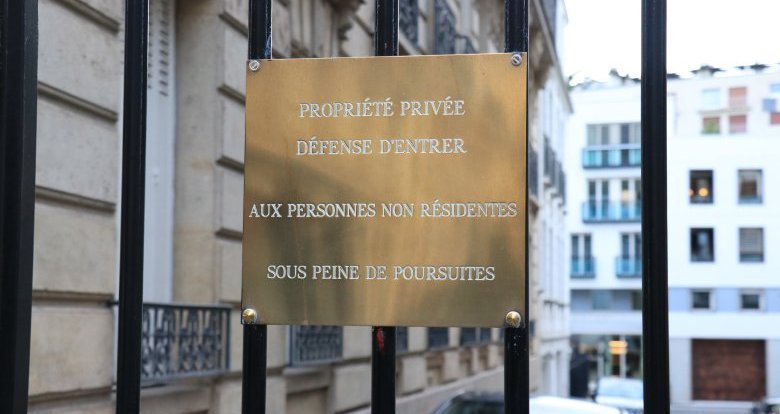 PROPRIÉTÉ PRIVÉE
DÉFENSE D'ENTRER
AUX PERSONNES NON RÉSIDENTES
SOUS PEINE DE POURSUITES